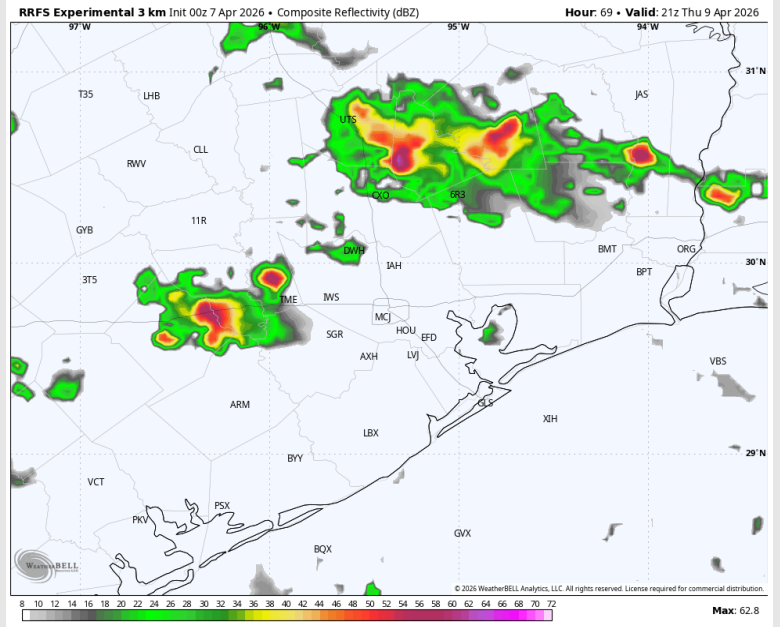 RRFS Experimental 3 km Init 00z 7 Apr 2026 • Composite Reflectivity (dBZ) Hour: 69 • Valid: 21z Thu 9 Apr 2026
97°W 96°W 95°W 94°W
31°N
T35 LHB JAS
UTS
CLL
RWV
CXO 6R3
11R
GYB
DWH BMT ORG
IAH 30°N
BPT
3T5
TME IWS
MCJ
SGR HOU EFD
AXH LVJ
VBS
ARM GLS
XIH
LBX
29°N
BYY
VCT
PSX
PKV
GVX
BQX
WEATHERBELL
© 2026 WeatherBELL Analytics, LLC. All rights reserved. License required for commercial distribution.
8 10 12 14 16 18 20 22 24 26 28 30 32 34 36 38 40 42 44 46 48 50 52 54 56 58 60 62 64 66 68 70 72 Max: 62.8